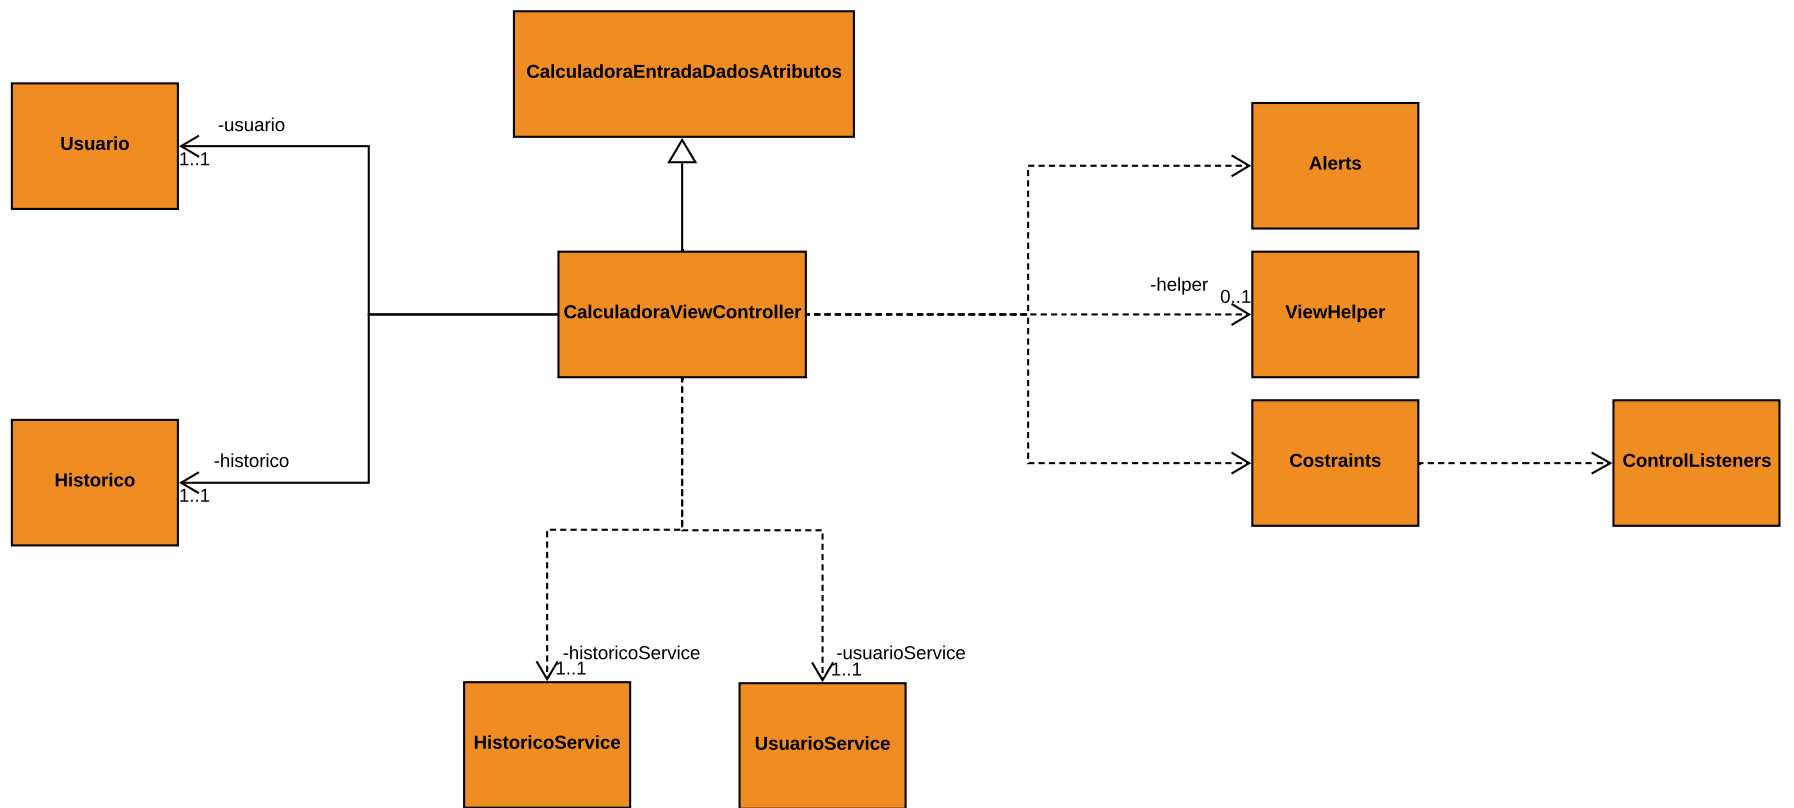 CalculadoraEntradaDadosAtributos
Usuario
-usuario
1..1
Alerts
CalculadoraViewController
-helper
0..1
ViewHelper
Historico
-historico
1..1
Costraints
ControlListeners
-historicoService
1..1
-usuarioService
1..1
HistoricoService
UsuarioService